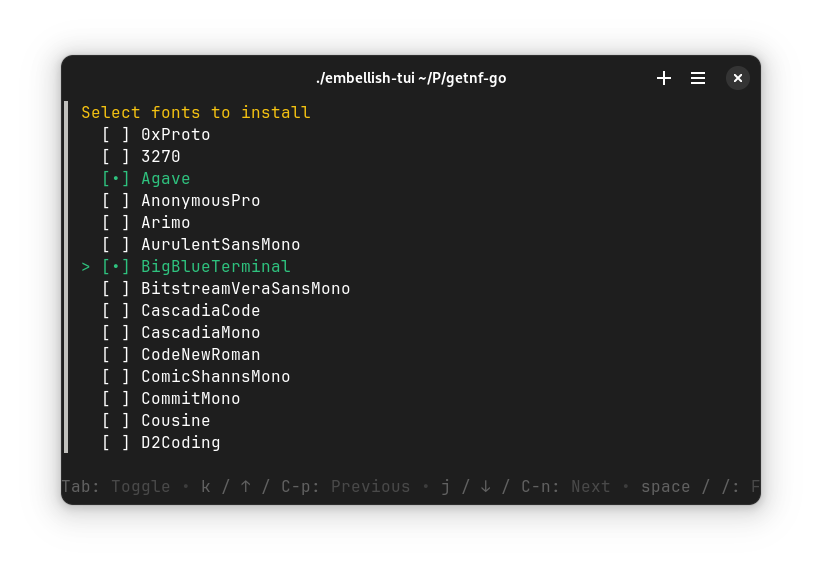 ./embellish-tui ~/P/getnf-go
Select fonts to install
[ ] 0xProto
[ ] 3270
[•] Agave
[ ] AnonymousPro
[ ] Arimo
[ ] AurulentSansMono
> [•] BigBlueTerminal
[ ] BitstreamVeraSansMono
[ ] CascadiaCode
[ ] CascadiaMono
[ ] CodeNewRoman
[ ] ComicShannsMono
[ ] CommitMono
[ ] Cousine
[ ] D2Coding
Tab: Toggle • k / ↑ / C-p: Previous • j / ↓ / C-n: Next • space / /: F